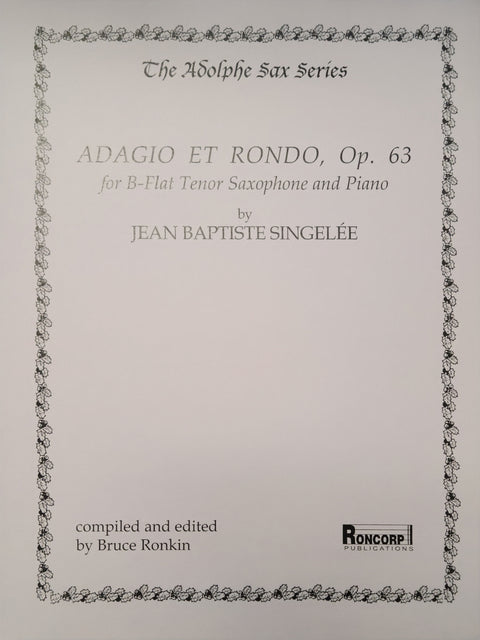 The Adolphe Sax Series
ADAGIO ET RONDO, Op. 63
for B-Flat Tenor Saxophone and Piano
by
JEAN BAPTISTE SINGELÉE
compiled and edited
by Bruce Ronkin
RONCORP
PUBLICATIONS